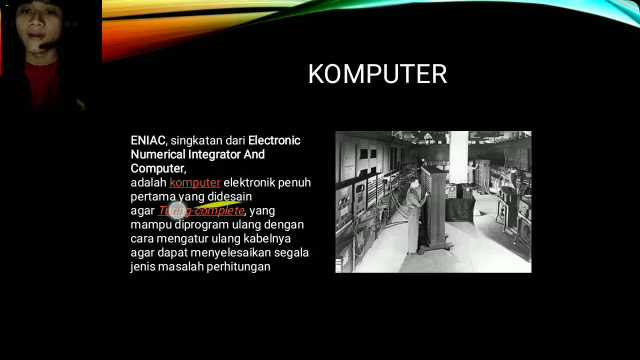 KOMPUTER
ENIAC, singkatan dari Electronic
Numerical Integrator And
Computer,
adalah komputer elektronik penuh
pertama yang didesain
agar Turing-complete, yang
mampu diprogram ulang dengan
cara mengatur ulang kabelnya
agar dapat menyelesaikan segala
jenis masalah perhitungan